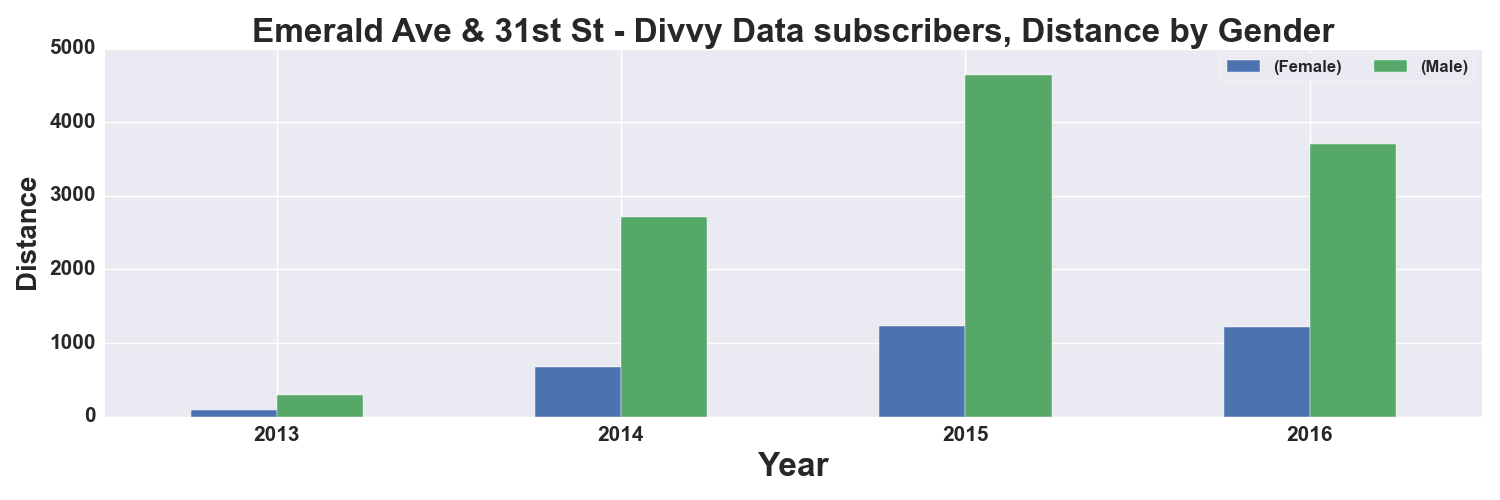 Emerald Ave & 31st St - Divvy Data subscribers, Distance by Gender
(Female) (Male)
Distance
5000
4000
3000
2000
1000
0
2013 2014 2015 2016
Year